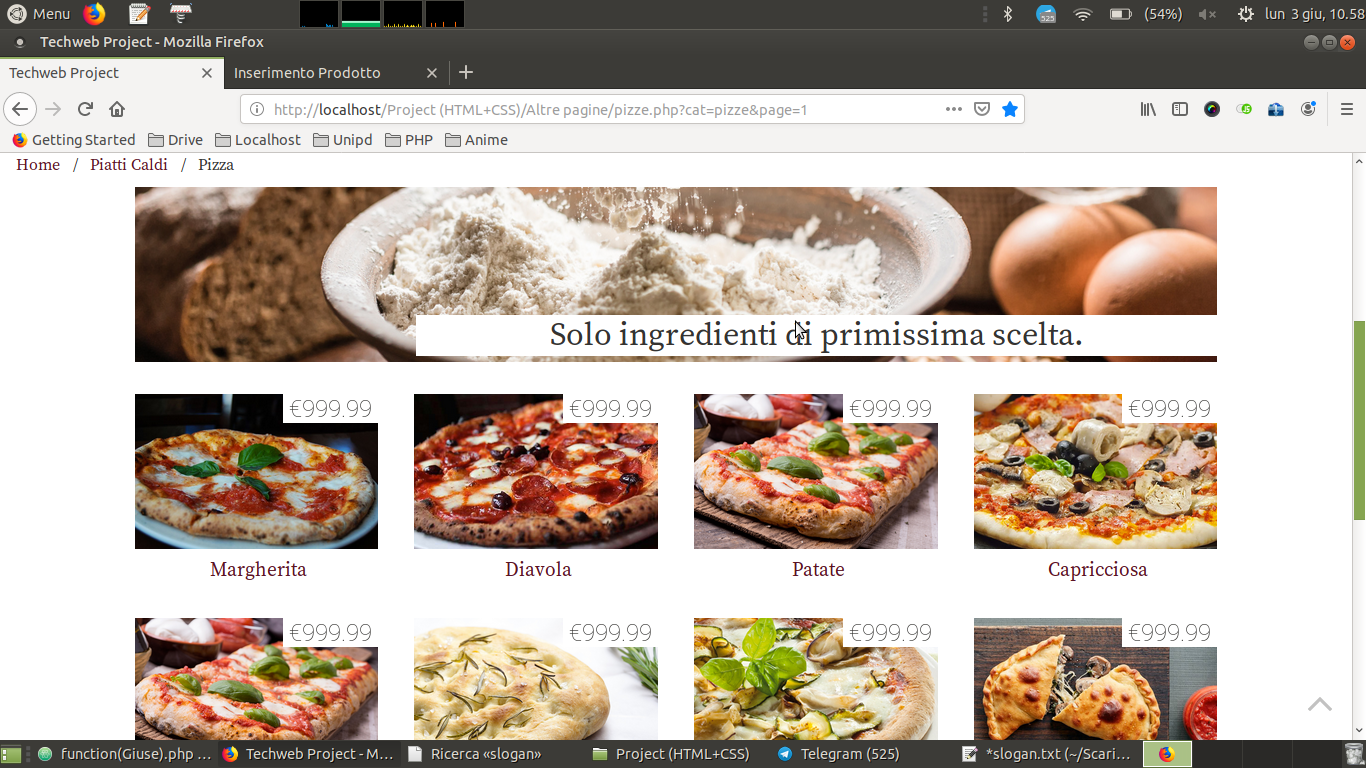 Menu
525
(54%)
lun 3 giu, 10.58
Techweb Project - Mozilla Firefox
Techweb Project
Inserimento Prodotto
http://localhost/Project (HTML+CSS)/Altre pagine/pizze.php?cat=pizze&page=1
Getting Started
Drive
Localhost
Unipd
PHP
Anime
Home / Piatti Caldi / Pizza
Solo ingredienti di primissima scelta.
€999.99
€999.99
€999.99
€999.99
Margherita
Diavola
Patate
Capricciosa
€999.99
€999.99
€999.99
€999.99
function(Giuse).php ...
Techweb Project - M...
Ricerca «slogan»
Project (HTML+CSS)
Telegram (525)
*slogan.txt (~/Scari...